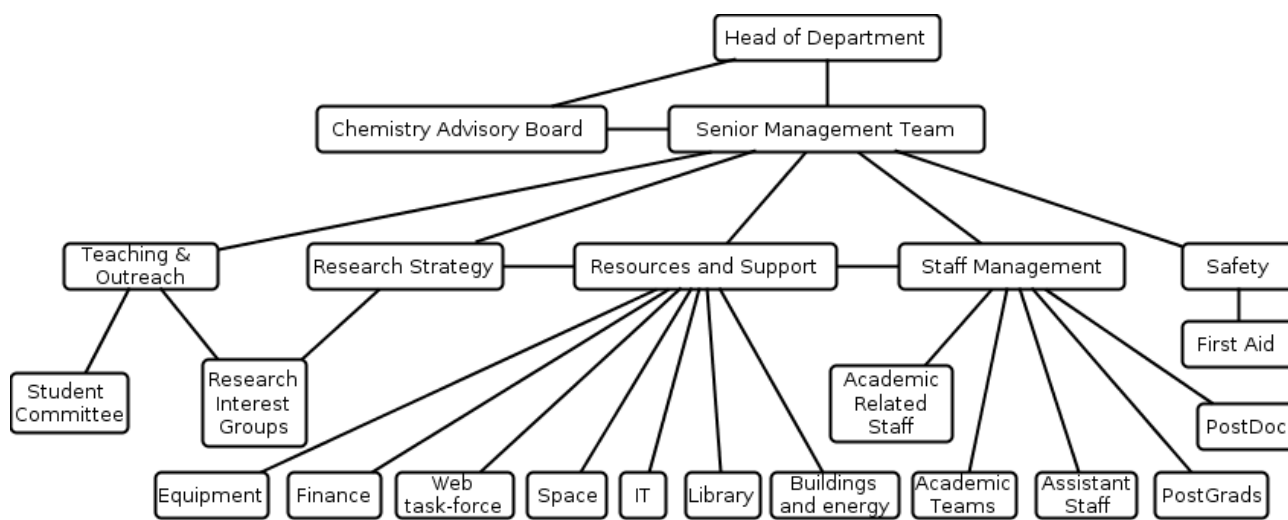 Head of Department
Chemistry Advisory Board
Senior Management Team
Teaching &
Outreach
Research Strategy
Resources and Support
Staff Management
Safety
First Aid
Student
Committee
Research
Interest
Groups
Academic
Related
Staff
PostDoc
Equipment
Finance
Web
task-force
Space
IT
Library
Buildings
and energy
Academic
Teams
Assistant
Staff
PostGrads